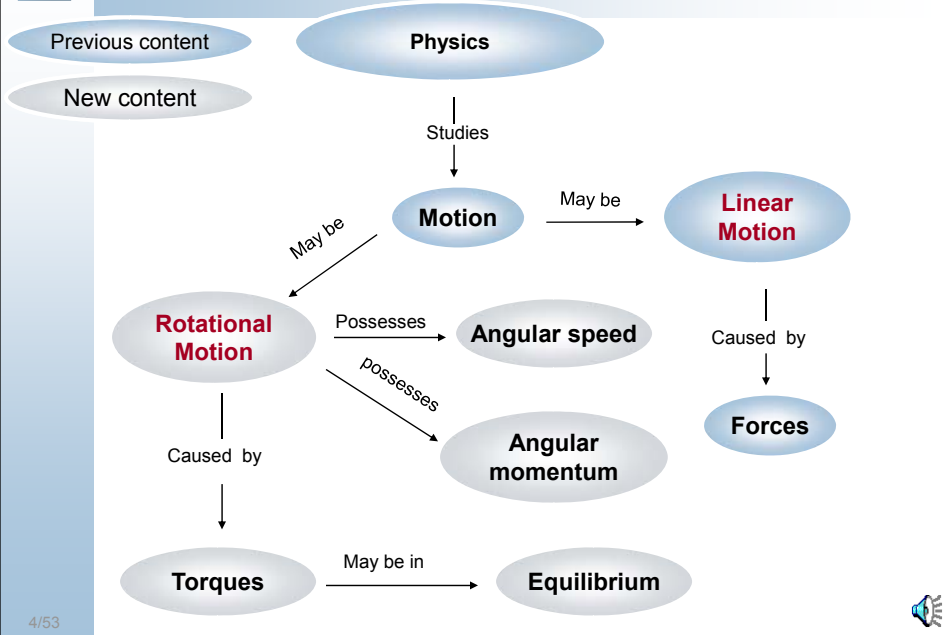 Previous content
Physics
New content
Studies
Motion
May be
Linear
Motion
May be
Rotational
Motion
Possesses
Angular speed
Caused  by
possesses
Forces
Angular
momentum
Caused  by
Torques
May be in
Equilibrium
4/53